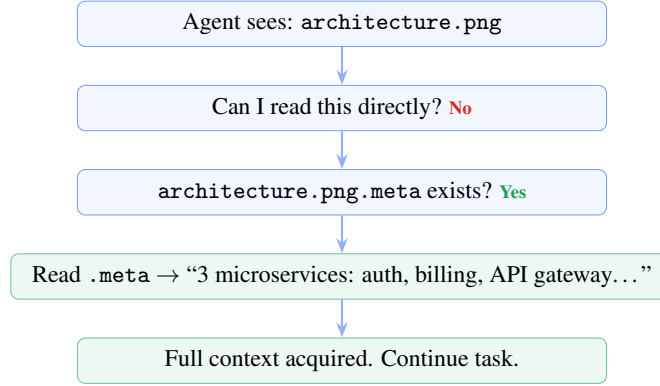 Agent sees: architecture.png
Can I read this directly? No
architecture.png.meta exists? Yes
Read .meta → “3 microservices: auth, billing, API gateway…”
Full context acquired. Continue task.